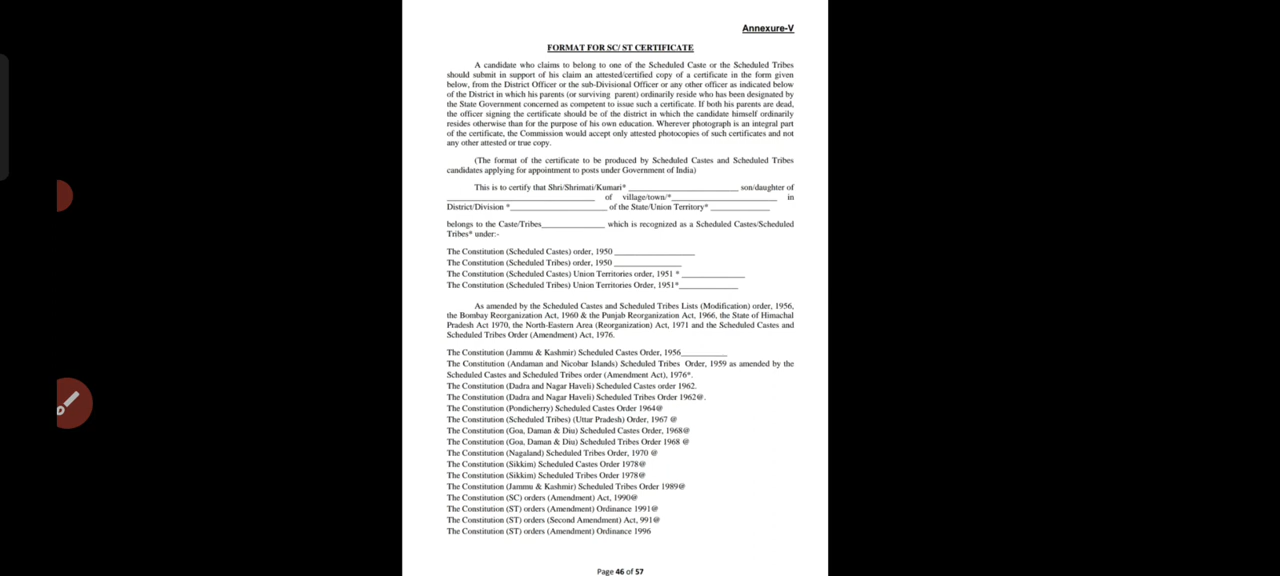 Annexure-V
FORMAT FOR SC/ ST CERTIFICATE
A candidate who claims to belong to one of the Scheduled Caste or the Scheduled Tribes
should submit in support of his claim an attested/certified copy of a certificate in the form given
below, from the District Officer or the sub-Divisional Officer or any other officer as indicated below
of the District in which his parents (or surviving parent) ordinarily reside who has been designated by
the State Government concerned as competent to issue such a certificate. If both his parents are dead,
the officer signing the certificate should be of the district in which the candidate himself ordinarily
resides otherwise than for the purpose of his own education. Wherever photograph is an integral part
of the certificate, the Commission would accept only attested photocopies of such certificates and not
any other attested or true copy.
(The format of the certificate to be produced by Scheduled Castes and Scheduled Tribes
candidates applying for appointment to posts under Government of India)
This is to certify that Shri/Shrimati/Kumari* ______________________ son/daughter of
______________________________ of village/town/*_____________________ in
District/Division *___________________ of the State/Union Territory* ____________
belongs to the Caste/Tribes_____________ which is recognized as a Scheduled Castes/Scheduled
Tribes* under:-
The Constitution (Scheduled Castes) order, 1950 ________________
The Constitution (Scheduled Tribes) order, 1950 _____________
The Constitution (Scheduled Castes) Union Territories order, 1951 * _____________
The Constitution (Scheduled Tribes) Union Territories Order, 1951*____________
As amended by the Scheduled Castes and Scheduled Tribes Lists (Modification) order, 1956,
the Bombay Reorganization Act, 1960 & the Punjab Reorganization Act, 1966, the State of Himachal
Pradesh Act 1970, the North-Eastern Area (Reorganization) Act, 1971 and the Scheduled Castes and
Scheduled Tribes Order (Amendment) Act, 1976.
The Constitution (Jammu & Kashmir) Scheduled Castes Order, 1956_________
The Constitution (Andaman and Nicobar Islands) Scheduled Tribes Order, 1959 as amended by the
Scheduled Castes and Scheduled Tribes order (Amendment Act), 1976*.
The Constitution (Dadra and Nagar Haveli) Scheduled Castes order 1962.
The Constitution (Dadra and Nagar Haveli) Scheduled Tribes Order 1962@.
The Constitution (Pondicherry) Scheduled Castes Order 1964@
The Constitution (Scheduled Tribes) (Uttar Pradesh) Order, 1967 @
The Constitution (Goa, Daman & Diu) Scheduled Castes Order, 1968@
The Constitution (Goa, Daman & Diu) Scheduled Tribes Order 1968 @
The Constitution (Nagaland) Scheduled Tribes Order, 1970 @
The Constitution (Sikkim) Scheduled Castes Order 1978@
The Constitution (Sikkim) Scheduled Tribes Order 1978@
The Constitution (Jammu & Kashmir) Scheduled Tribes Order 1989@
The Constitution (SC) orders (Amendment) Act, 1990@
The Constitution (ST) orders (Amendment) Ordinance 1991@
The Constitution (ST) orders (Second Amendment) Act, 991@
The Constitution (ST) orders (Amendment) Ordinance 1996
Page 46 of 57